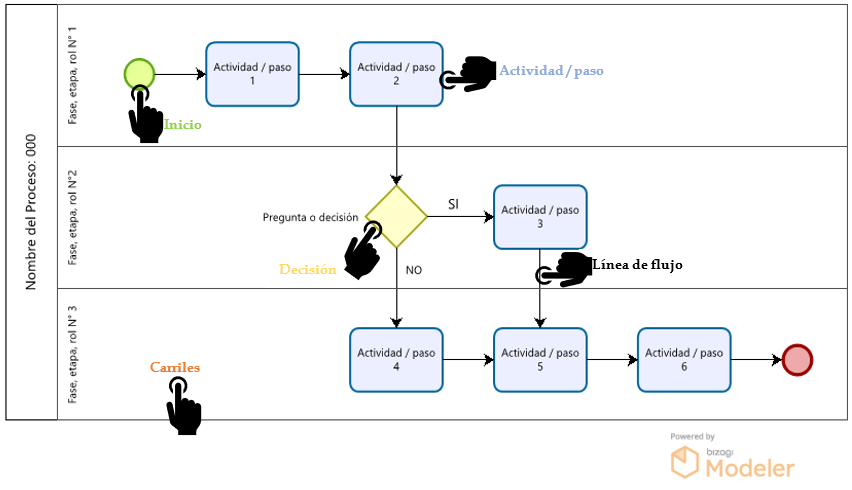 Nombre del Proceso: 000
Fase, etapa, rol N° 1
Actividad / paso
1
Actividad / paso
2
Actividad / paso
Inicio
Fase, etapa, rol N°2
Pregunta o decisión
SI
Actividad / paso
3
Decisión
NO
Línea de flujo
Fase, etapa, rol N° 3
Carriles
Actividad / paso
4
Actividad / paso
5
Actividad / paso
6
Powered by
bizagi
Modeler